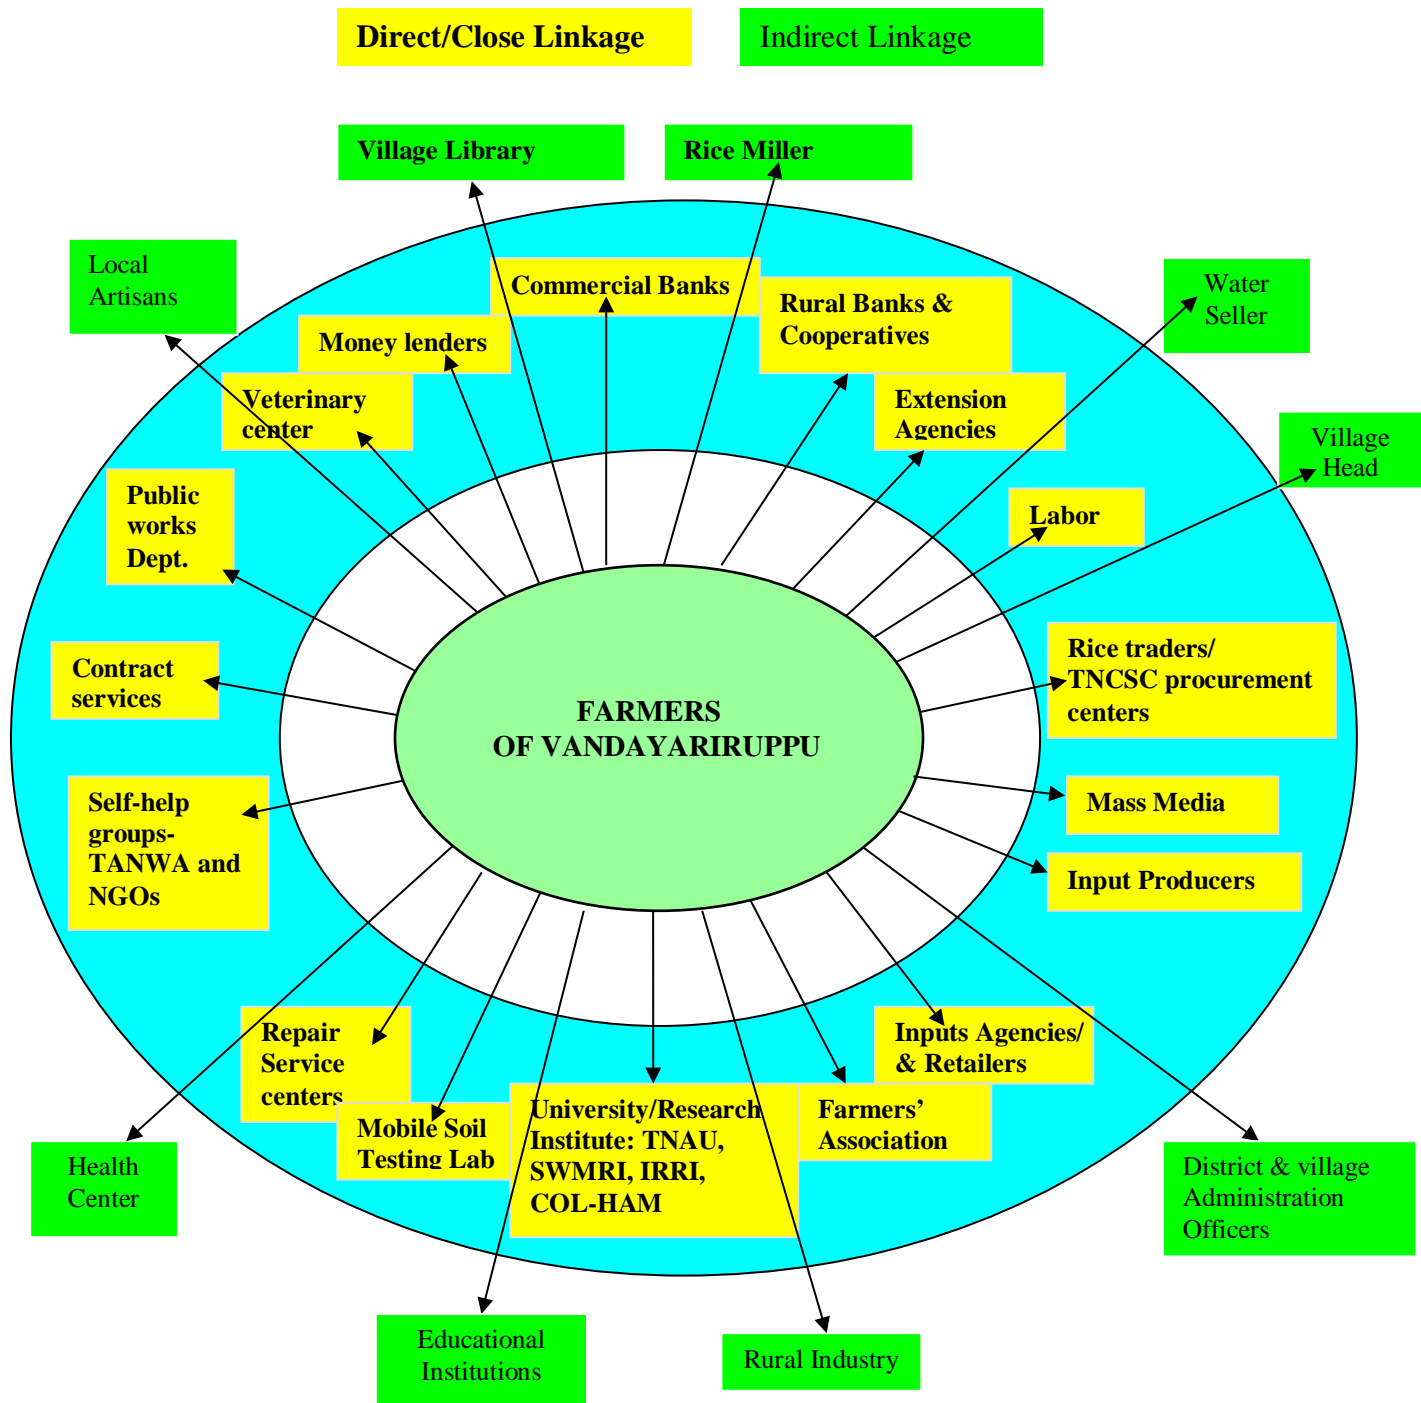 Direct/Close Linkage
Indirect Linkage
Village Library
Rice Miller
Local
Artisans
Commercial Banks
Water
Seller
Rural Banks &
Cooperatives
Money lenders
Veterinary
center
Extension
Agencies
Village
Head
Public
works
Dept.
Labor
Contract
services
Rice traders/
TNCSC procurement
centers
FARMERS
OF VANDAYARIRUPPU
Self-help
groups-
TANWA and
NGOs
Mass Media
Input Producers
Repair
Service
centers
Inputs Agencies/
& Retailers
Mobile Soil
Testing Lab
University/Research
Institute: TNAU,
SWMRI, IRRI,
COL-HAM
Farmers’
Association
Health
Center
District & village
Administration
Officers
Educational
Institutions
Rural Industry